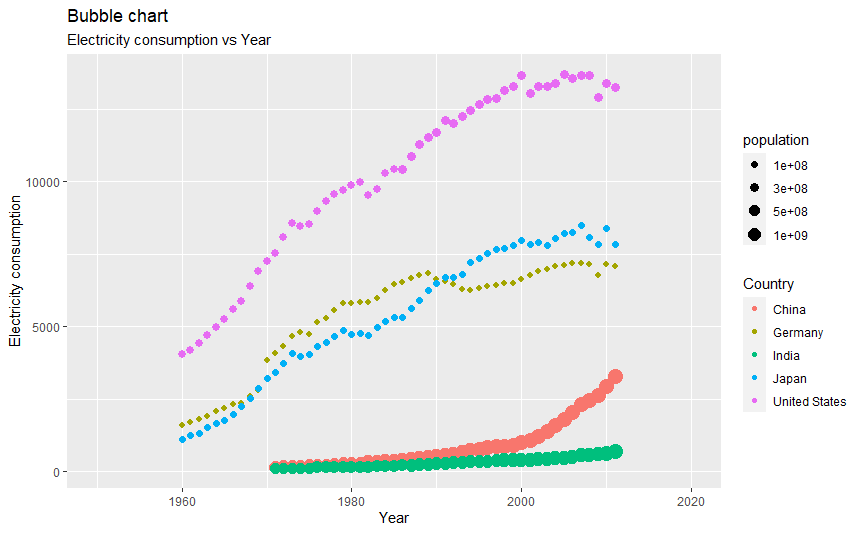 Bubble chart
Electricity consumption vs Year
Electricity consumption
10000
5000
0
1960
1980
2000
2020
Year
population
1e+08
3e+08
5e+08
1e+09
Country
China
Germany
India
Japan
United States